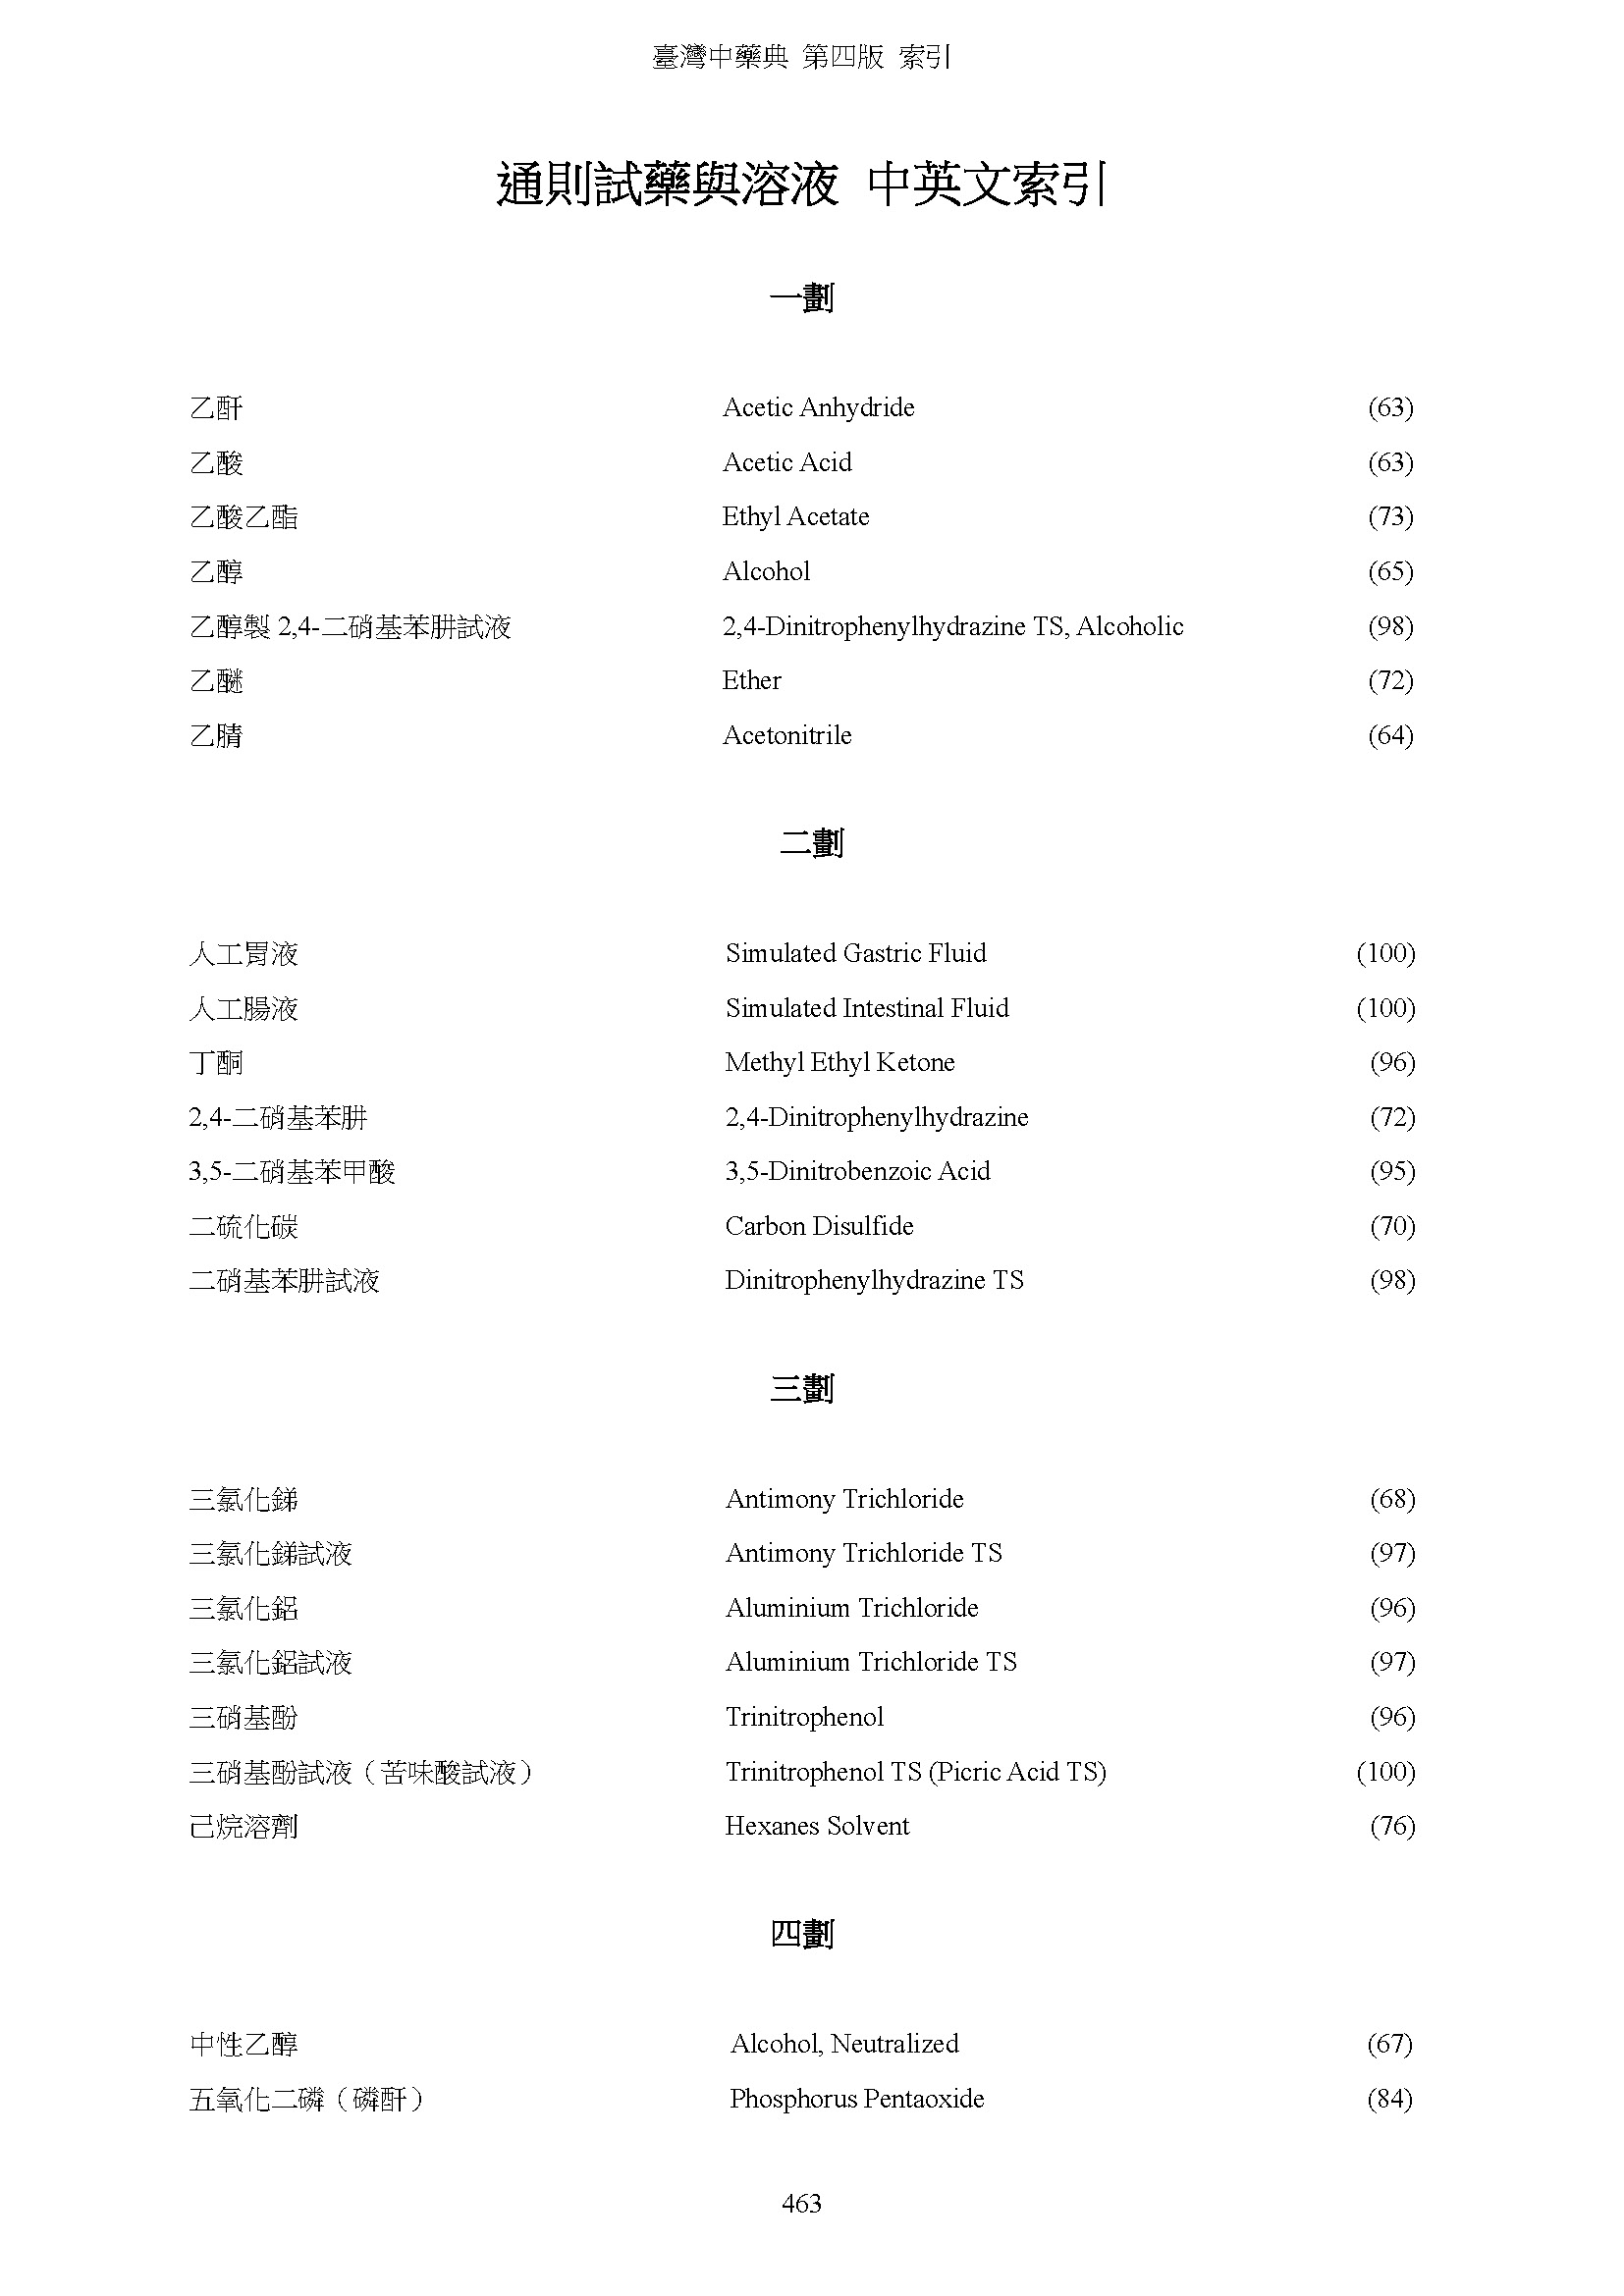 臺灣中藥典 第四版 索引
通則試藥與溶液 中英文索引
一劃
乙酐 Acetic Anhydride (63)
乙酸 Acetic Acid (63)
乙酸乙酯 Ethyl Acetate (73)
乙醇 Alcohol (65)
乙醇製 2,4-二硝基苯肼試液 2,4-Dinitrophenylhydrazine TS, Alcoholic (98)
乙醚 Ether (72)
乙腈 Acetonitrile (64)
二劃
人工胃液 Simulated Gastric Fluid (100)
人工腸液 Simulated Intestinal Fluid (100)
丁酮 Methyl Ethyl Ketone (96)
2,4-二硝基苯肼 2,4-Dinitrophenylhydrazine (72)
3,5-二硝基苯甲酸 3,5-Dinitrobenzoic Acid (95)
二硫化碳 Carbon Disulfide (70)
二硝基苯肼試液 Dinitrophenylhydrazine TS (98)
三劃
三氯化銻 Antimony Trichloride (68)
三氯化銻試液 Antimony Trichloride TS (97)
三氯化鋁 Aluminium Trichloride (96)
三氯化鋁試液 Aluminium Trichloride TS (97)
三硝基酚 Trinitrophenol (96)
三硝基酚試液（苦味酸試液） Trinitrophenol TS (Picric Acid TS) (100)
己烷溶劑 Hexanes Solvent (76)
四劃
中性乙醇 Alcohol, Neutralized (67)
五氧化二磷（磷酐） Phosphorus Pentaoxide (84)
463